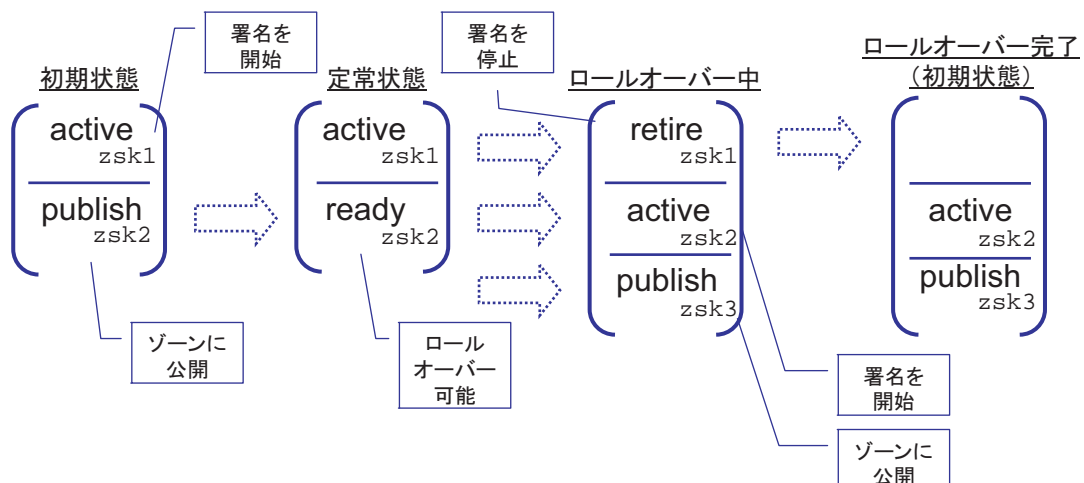 署名を
開始
署名を
停止
初期状態
定常状態
ロールオーバー中
ロールオーバー完了
(初期状態)
active
zsk1
publish
zsk2
active
zsk1
ready
zsk2
retire
zsk1
active
zsk2
publish
zsk3
active
zsk2
publish
zsk3
ゾーンに
公開
ロール
オーバー
可能
署名を
開始
ゾーンに
公開